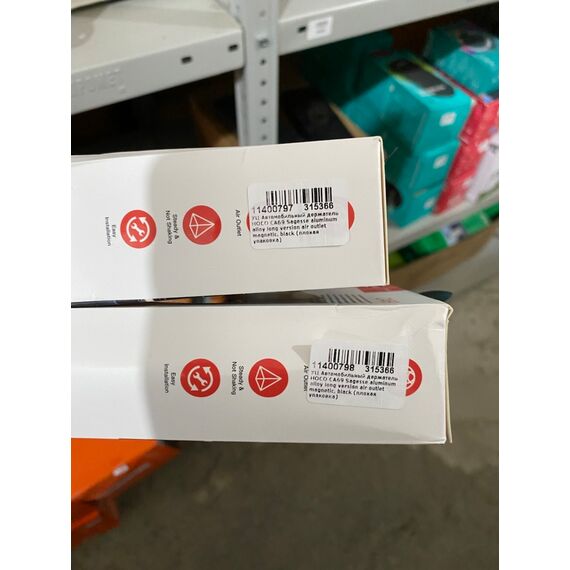 11400797 315366
УЦ Автомобильный держатель
HOCO CA69 Sagesse aluminum
alloy long version air outlet
magnetic, black (плохая
упаковка)
Air Outlet
Steady &
Not Shaking
Easy
Installation
11400798 315366
УЦ Автомобильный держатель
HOCO CA69 Sagesse aluminum
alloy long version air outlet
magnetic, black (плохая
упаковка)
Air Outlet
Steady &
Not Shaking
Easy
Installation